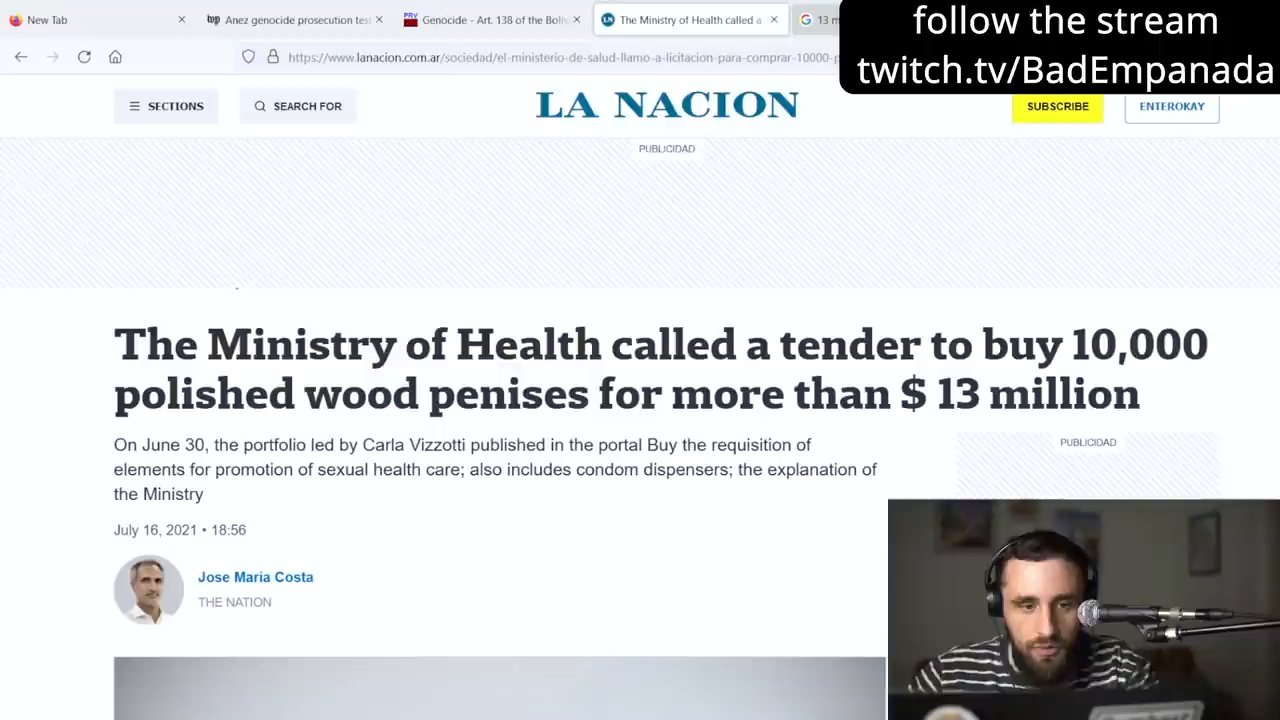 New Tab
Anez genocide prosecution tes
Genocide - Art. 138 of the Boliv
The Ministry of Health called a
13 m
follow the stream
twitch.tv/BadEmpanada
https://www.lanacion.com.ar/sociedad/el-ministerio-de-salud-llamo-a-licitacion-para-comprar-10000-p
SECTIONS
SEARCH FOR
LA NACION
SUBSCRIBE
ENTEROKAY
PUBLICIDAD
The Ministry of Health called a tender to buy 10,000
polished wood penises for more than $ 13 million
On June 30, the portfolio led by Carla Vizzotti published in the portal Buy the requisition of
elements for promotion of sexual health care; also includes condom dispensers; the explanation of
the Ministry
PUBLICIDAD
July 16, 2021 • 18:56
Jose Maria Costa
THE NATION